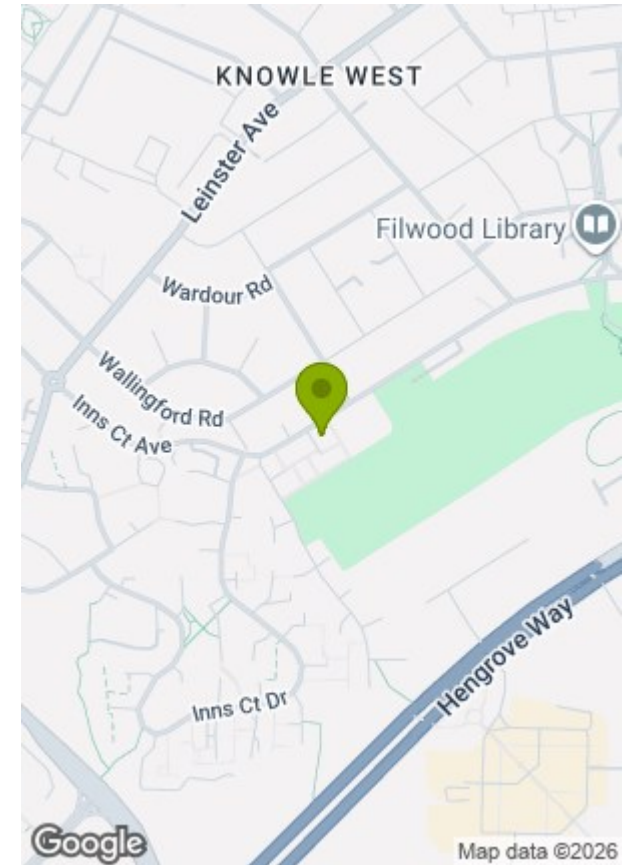 KNOWLE WEST
Leinster Ave
Filwood Library
Wardour Rd
Wallingford Rd
Inns Ct Ave
Hengrove Way
Inns Ct Dr
Google
Map data ©2026